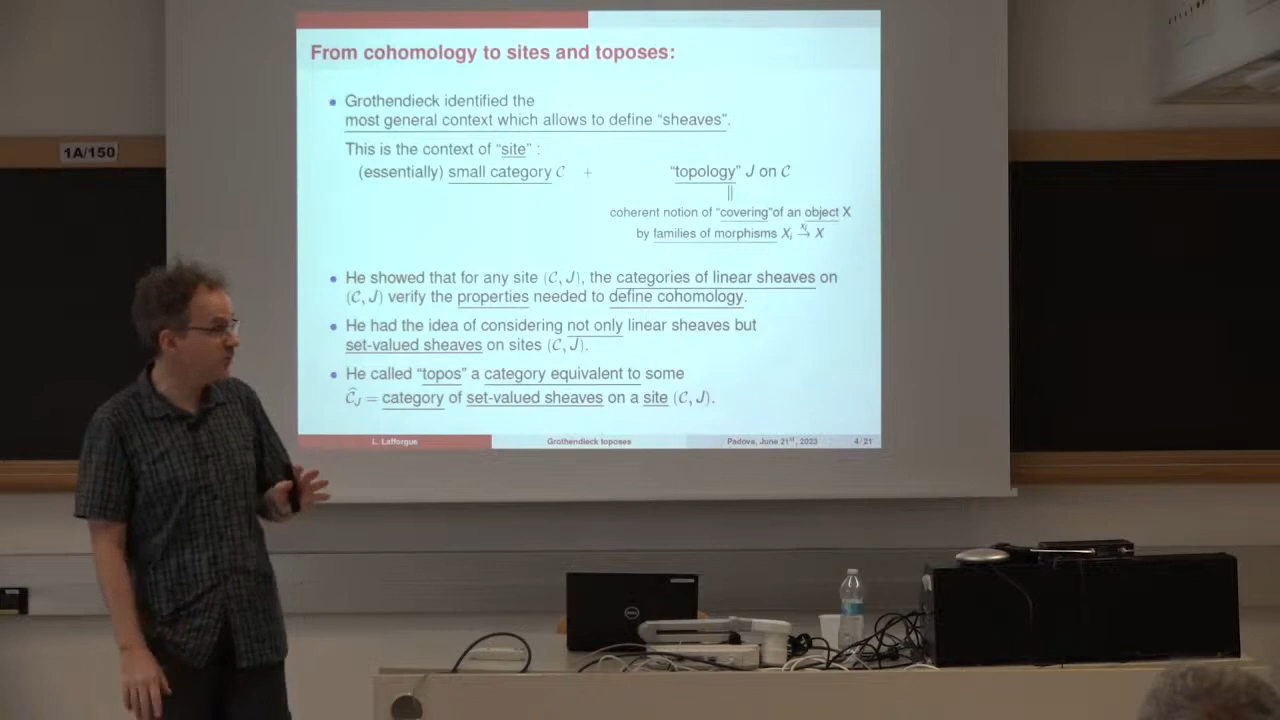 From cohomology to sites and toposes:
Grothendieck identified the
most general context which allows to define “sheaves”.
This is the context of “site” :
(essentially) small category 𝒞 + “topology” J on 𝒞
||
coherent notion of “covering”of an object X
by families of morphisms Xᵢ →^{xᵢ} X
He showed that for any site (𝒞, J), the categories of linear sheaves on
(𝒞, J) verify the properties needed to define cohomology.
He had the idea of considering not only linear sheaves but
set-valued sheaves on sites (𝒞, J).
He called “topos” a category equivalent to some
𝒞̂_J = category of set-valued sheaves on a site (𝒞, J).
L. Lafforgue Grothendieck toposes Padova, June 21st, 2023 4 / 21
1A/150
DELL